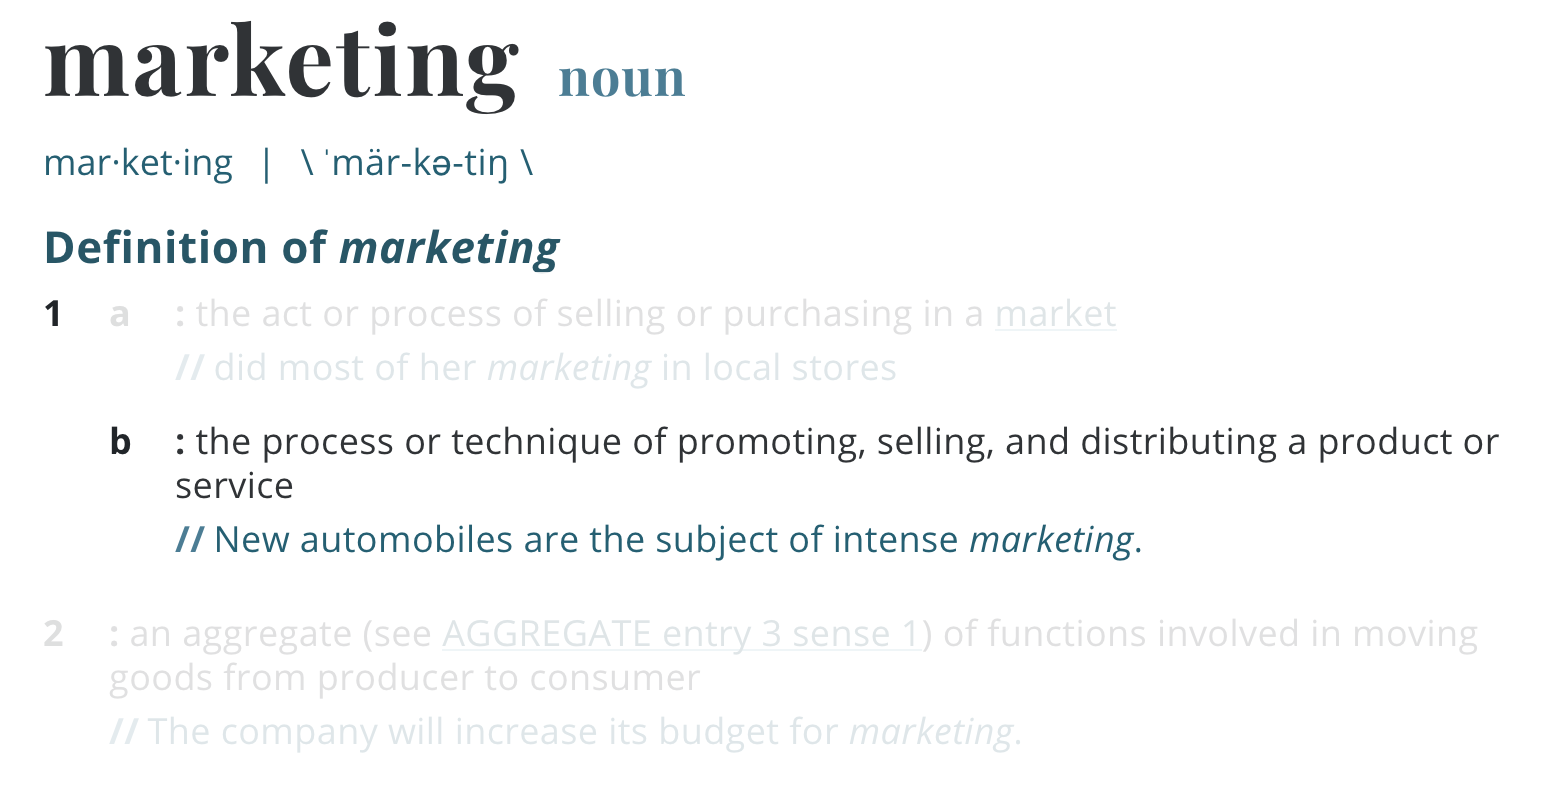 marketing noun
mar·ket·ing | \ ˈmär-kə-tiŋ \
Definition of marketing
1 a : the act or process of selling or purchasing in a market
// did most of her marketing in local stores
b : the process or technique of promoting, selling, and distributing a product or
service
// New automobiles are the subject of intense marketing.
2 : an aggregate (see AGGREGATE entry 3 sense 1) of functions involved in moving
goods from producer to consumer
// The company will increase its budget for marketing.